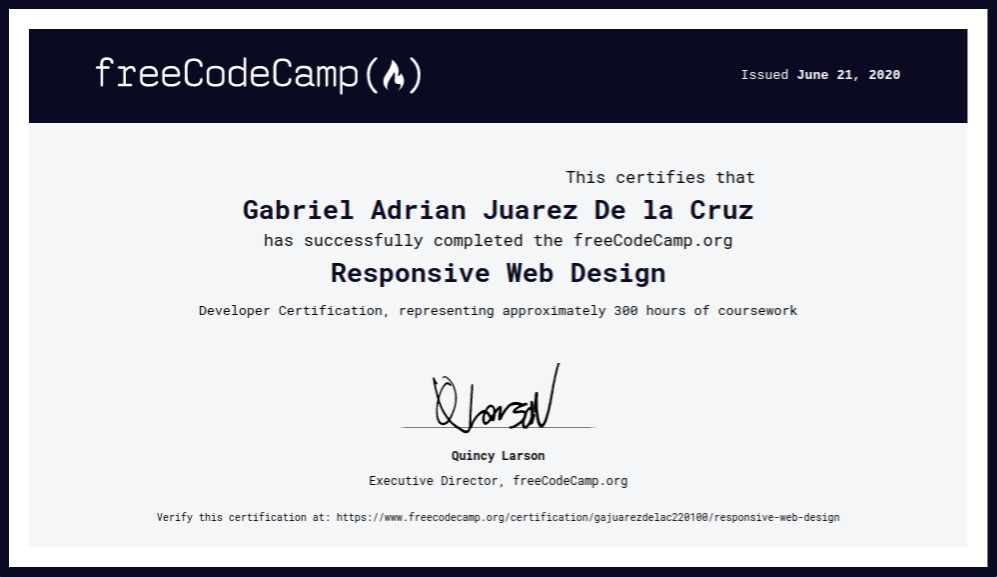 freeCodeCamp(🔥)
Issued June 21, 2020
This certifies that
Gabriel Adrian Juarez De la Cruz
has successfully completed the freeCodeCamp.org
Responsive Web Design
Developer Certification, representing approximately 300 hours of coursework
Q Larson
Quincy Larson
Executive Director, freeCodeCamp.org
Verify this certification at: https://www.freecodecamp.org/certification/gajuarezdelac220100/responsive-web-design